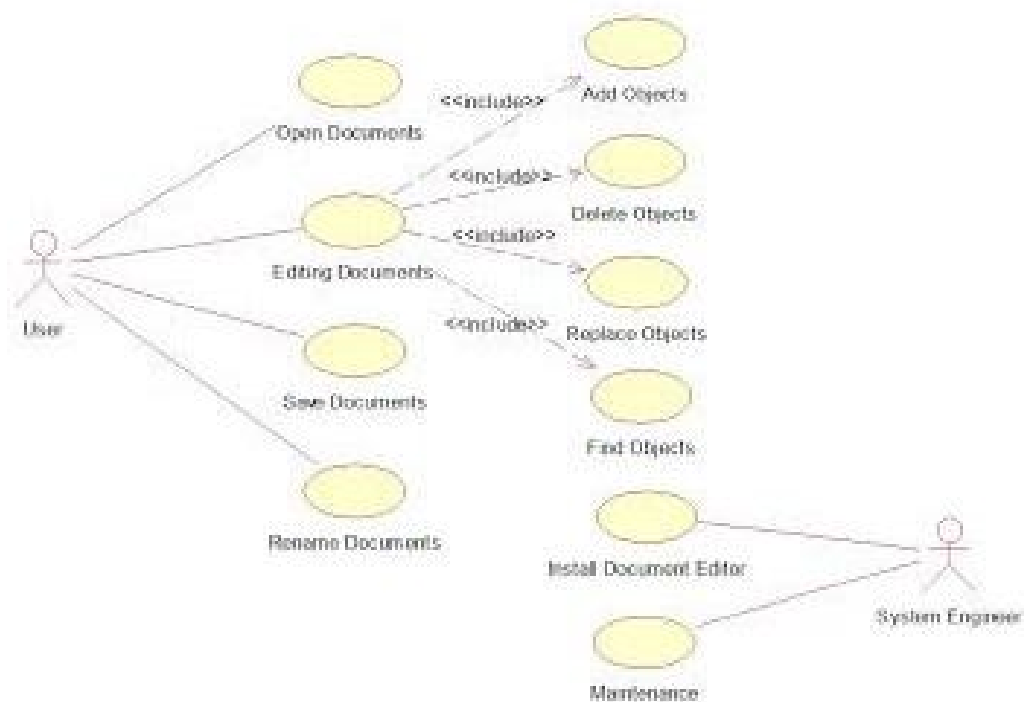 Add Objects
<<include>>
Open Documents
<<include>>
Delete Objects
<<include>>
Editing Documents
User
<<include>>
Replace Objects
Save Documents
Find Objects
Rename Documents
Install Document Editor
System Engineer
Maintenance